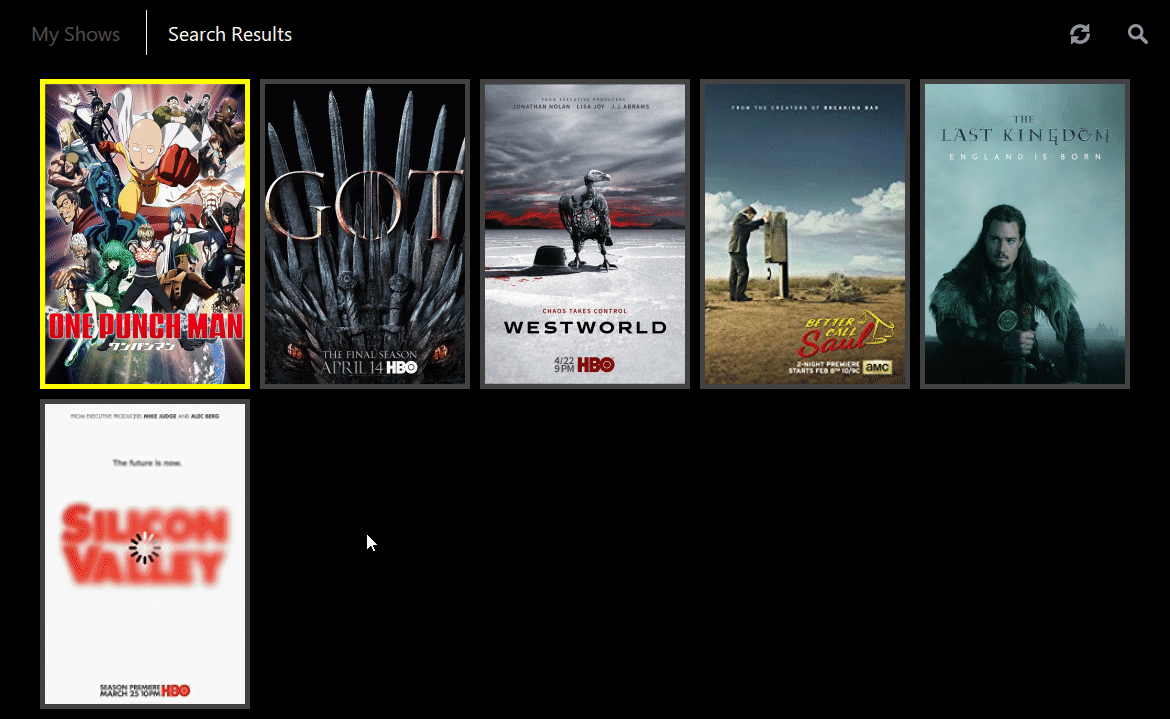 My Shows
Search Results
ONE PUNCH MAN
ワンパンマン
GOT
THE FINAL SEASON
APRIL 14 HBO
FROM EXECUTIVE PRODUCERS
JONATHAN NOLAN LISA JOY J.J. ABRAMS
CHAOS TAKES CONTROL
WESTWORLD
4/22
9PM HBO
FROM THE CREATORS OF BREAKING BAD
BETTER
CALL
Saul
2-NIGHT PREMIERE
STARTS FEB 8TH 10/9C
aMC
THE
LAST KINGDOM
ENGLAND IS BORN
FROM EXECUTIVE PRODUCERS MIKE JUDGE AND ALEC BERG
The future is now.
SILICON
VALLEY
SEASON PREMIERE
MARCH 25 10PM HBO